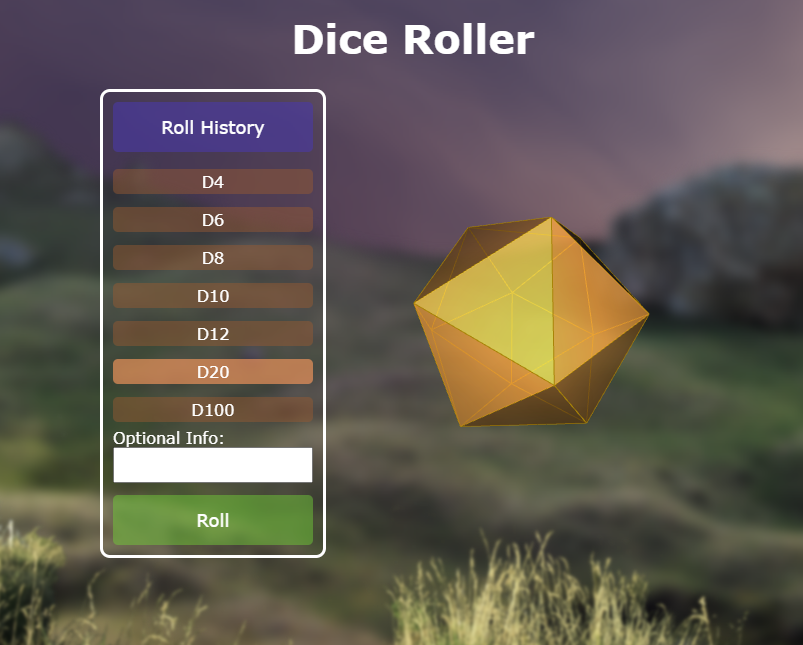 Dice Roller
Roll History
D4
D6
D8
D10
D12
D20
D100
Optional Info:
Roll